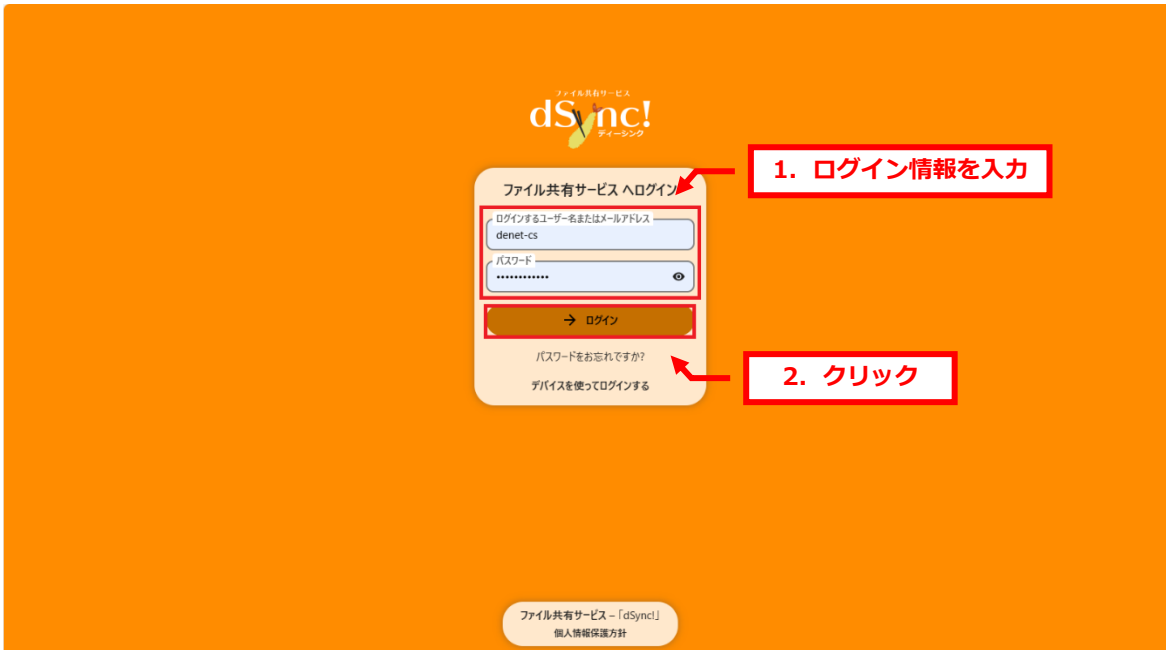 ファイル共有サービス
dSync!
ディーシンク
1. ログイン情報を入力
ファイル共有サービス へログイン
ログインするユーザー名またはメールアドレス
denet-cs
パスワード
••••••••••••
→ ログイン
パスワードをお忘れですか?
2. クリック
デバイスを使ってログインする
ファイル共有サービス – 「dSync!」
個人情報保護方針